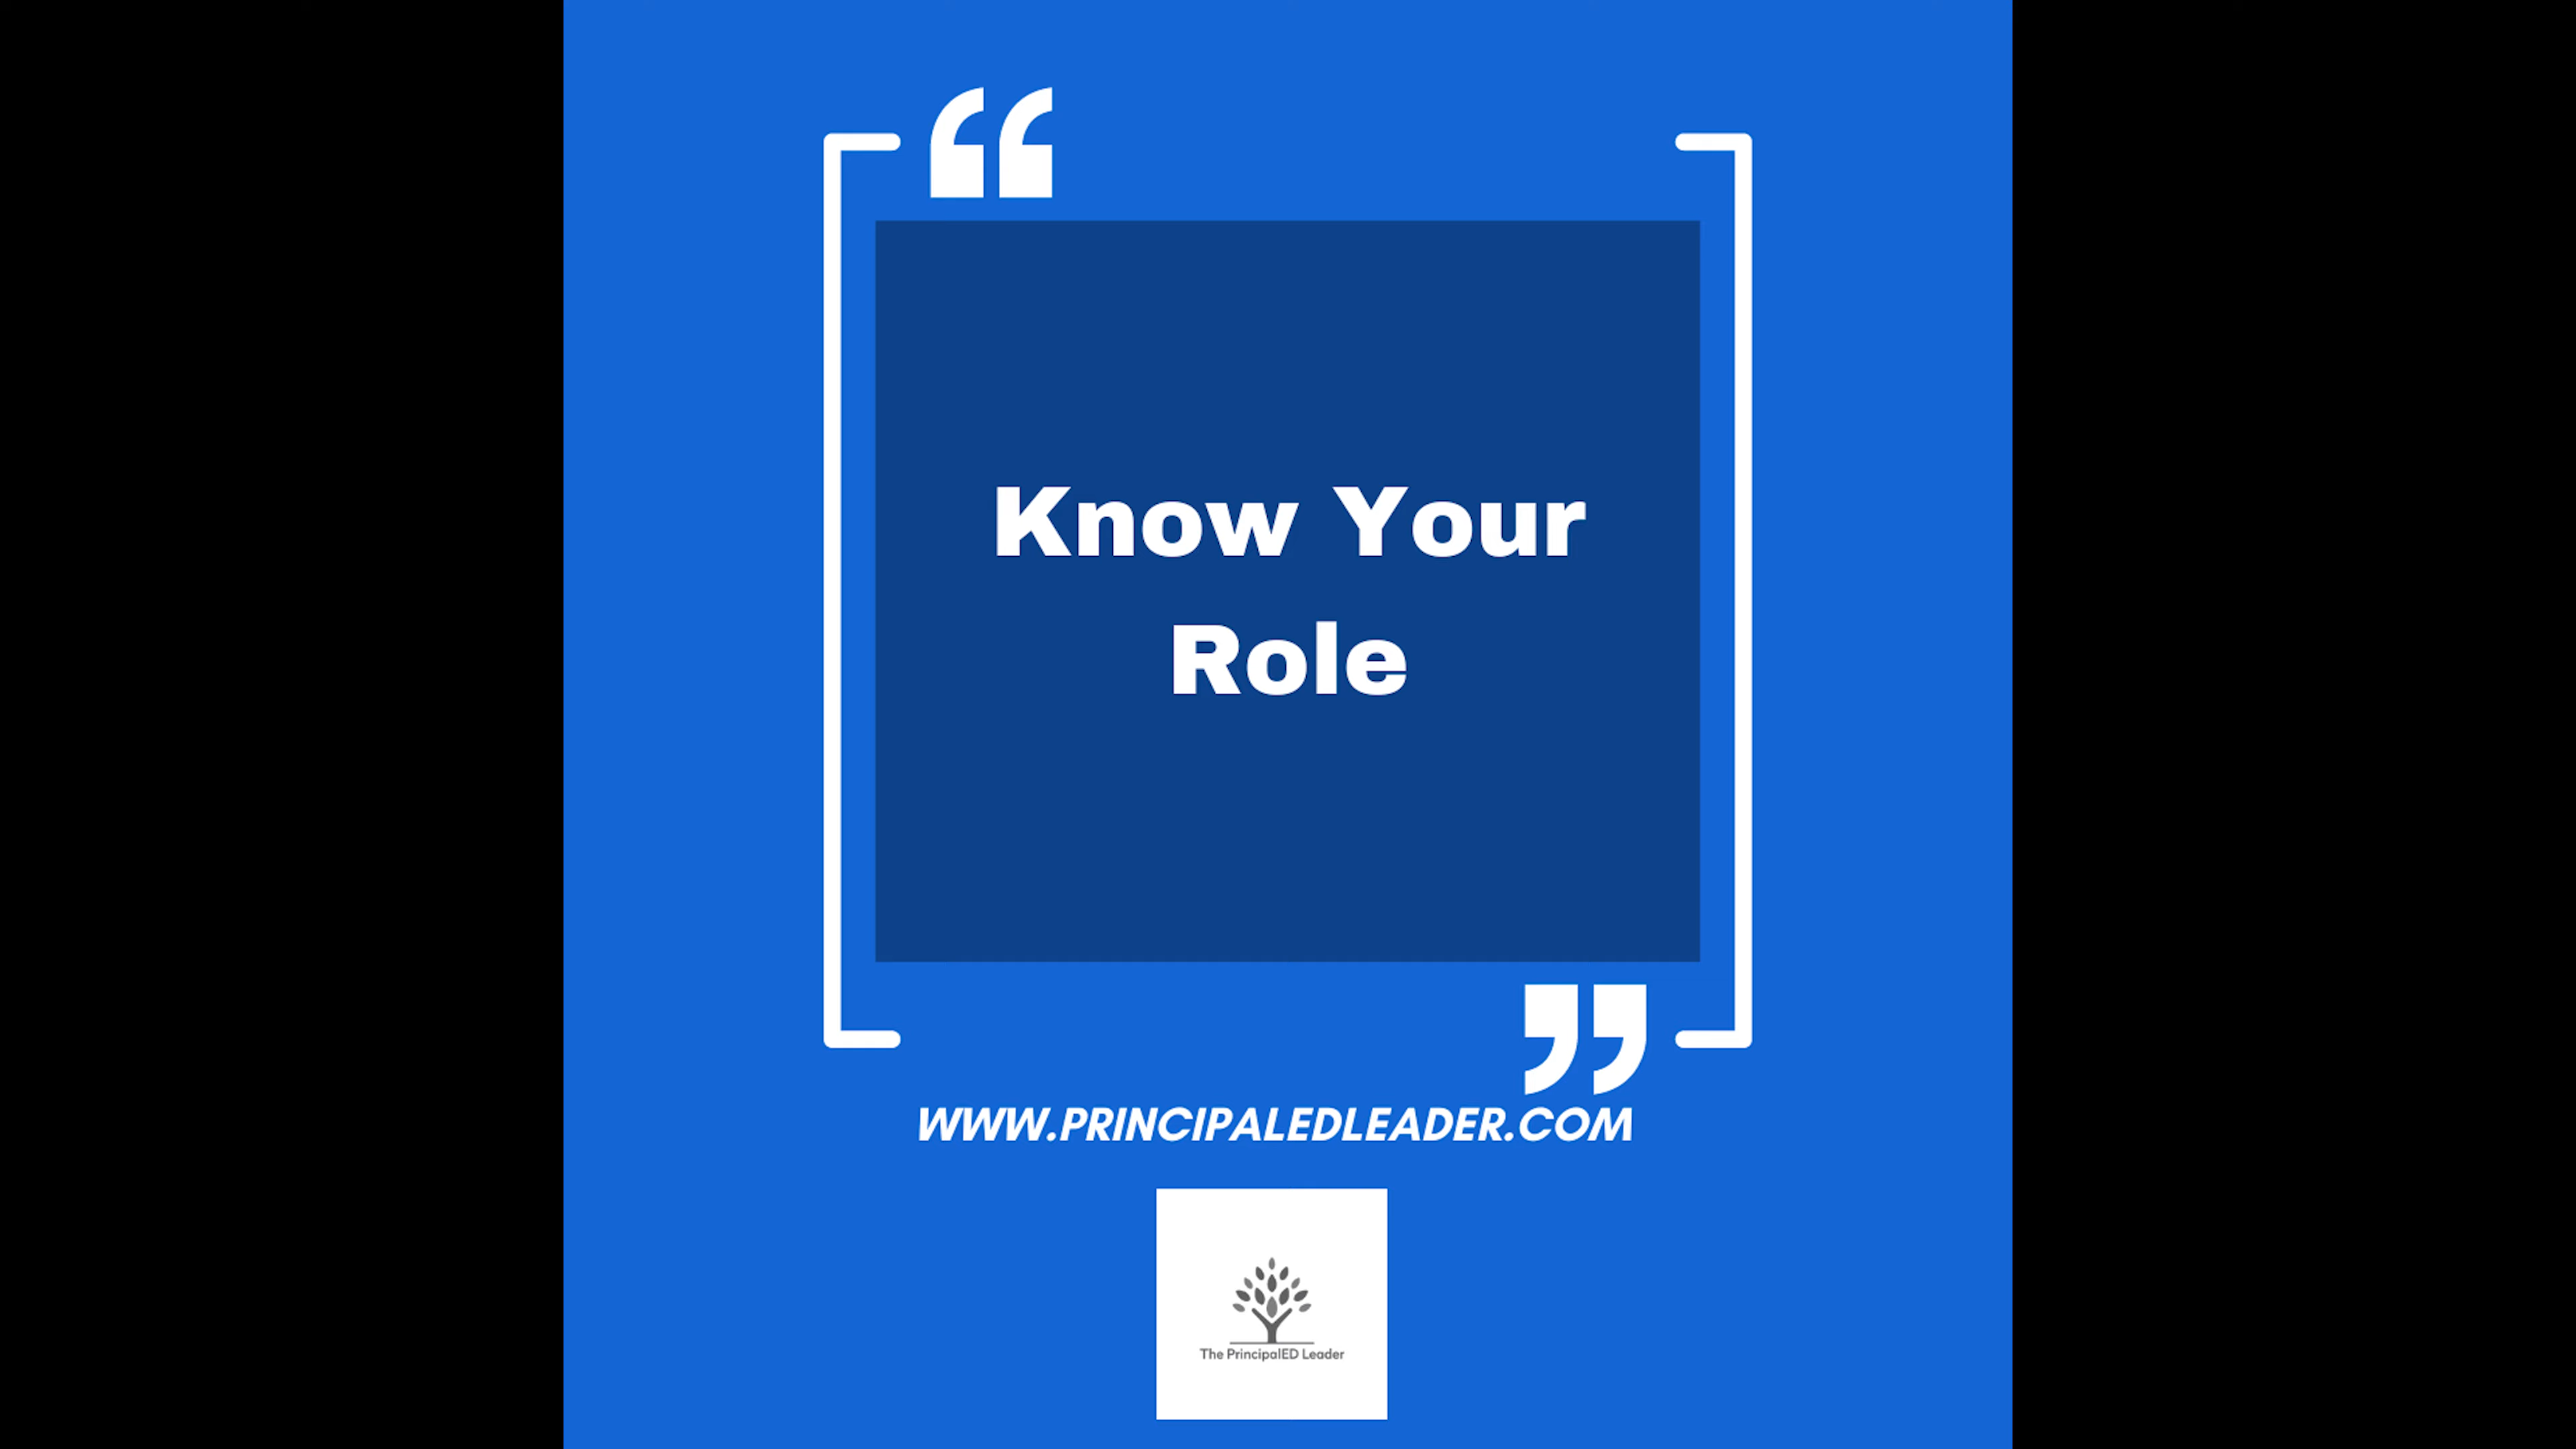 “
Know Your
Role
”
WWW.PRINCIPALEDLEADER.COM
The PrincipalED Leader